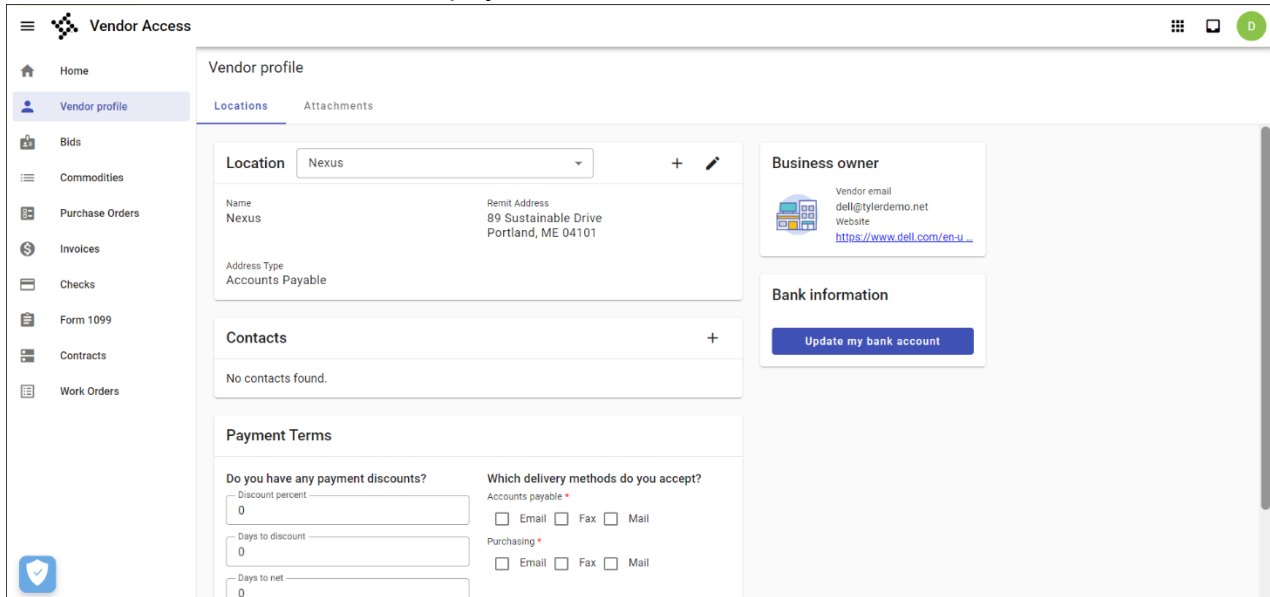 Vendor Access
D
Home
Vendor profile
Bids
Commodities
Purchase Orders
Invoices
Checks
Form 1099
Contracts
Work Orders
Vendor profile
Locations Attachments
Location Nexus
Name
Nexus
Remit Address
89 Sustainable Drive
Portland, ME 04101
Address Type
Accounts Payable
Contacts
No contacts found.
Payment Terms
Do you have any payment discounts?
Discount percent
0
Days to discount
0
Days to net
0
Which delivery methods do you accept?
Accounts payable *
Email Fax Mail
Purchasing *
Email Fax Mail
Business owner
Vendor email
dell@tylerdemo.net
Website
https://www.dell.com/en-u ...
Bank information
Update my bank account